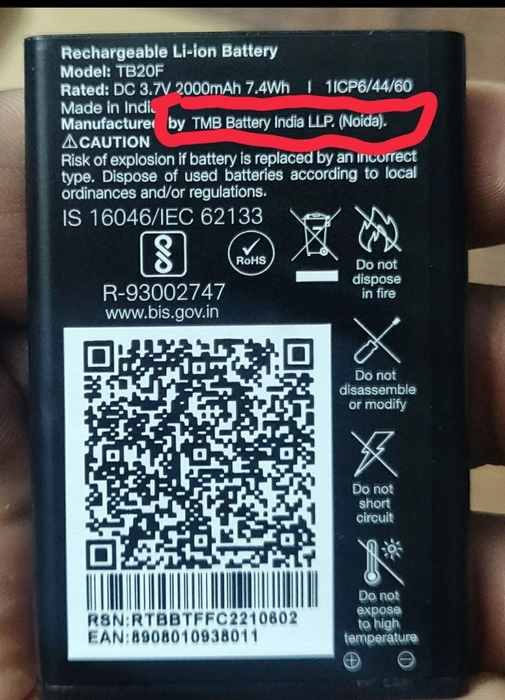 Rechargeable Li-ion Battery
Model: TB20F
Rated: DC 3.7V 2000mAh 7.4Wh | 1ICP6/44/60
Made in India
Manufactured by TMB Battery India LLP. (Noida).
⚠CAUTION
Risk of explosion if battery is replaced by an incorrect
type. Dispose of used batteries according to local
ordinances and/or regulations.
IS 16046/IEC 62133
RoHS
R-93002747
www.bis.gov.in
Do not
dispose
in fire
Do not
disassemble
or modify
Do not
short
circuit
Do not
expose
to high
temperature
RSN:RTBBTFFC2210602
EAN:8908010938011
+ -